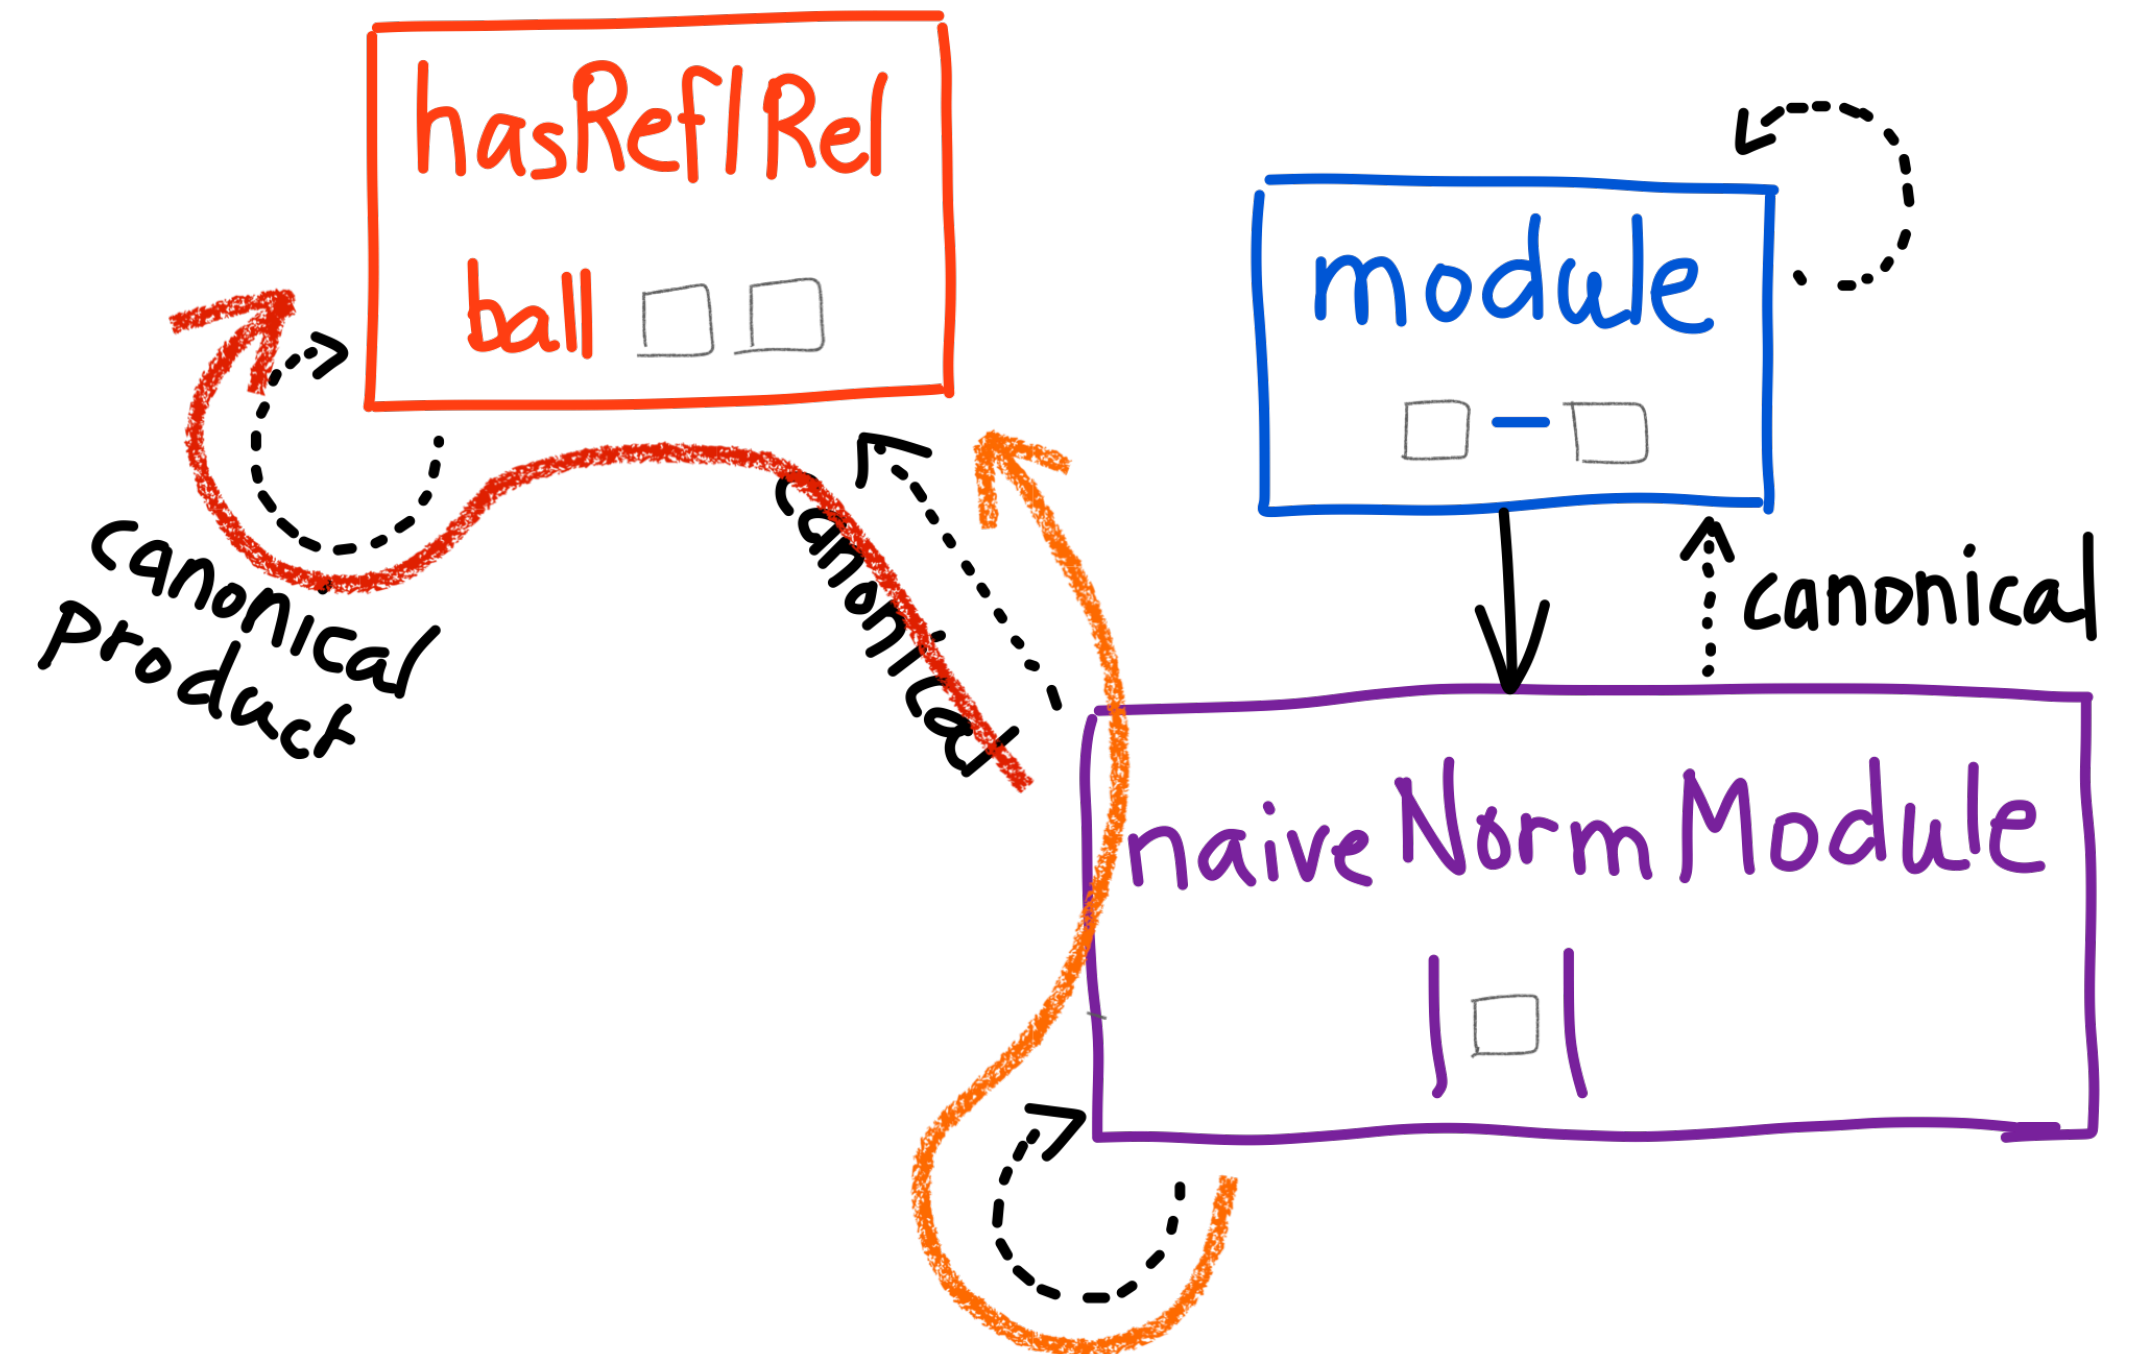 hasReflRel
ball □ □
module
□ - □
canonical
product
canonical
canonical
naiveNormModule
|□|